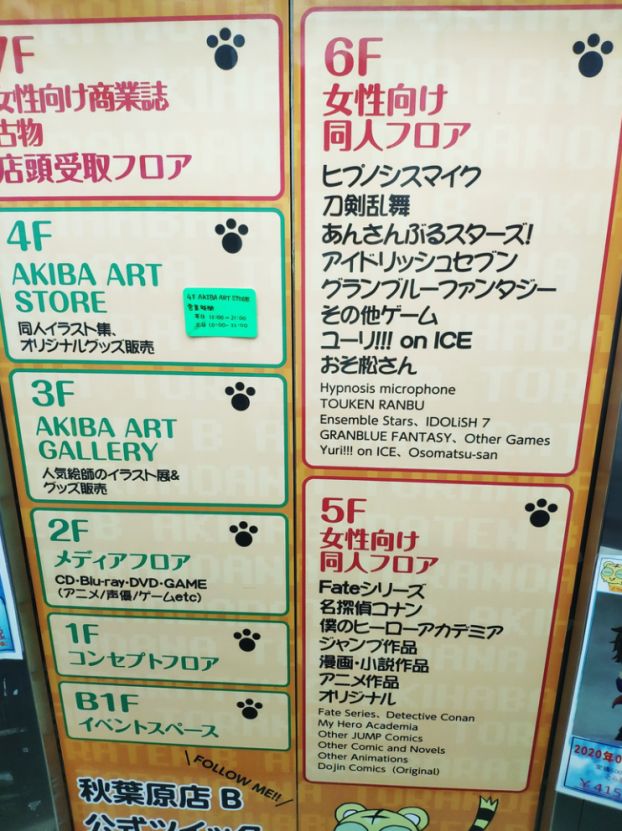 7F
女性向け商業誌
古物
店頭受取フロア
4F
AKIBA ART
STORE
同人イラスト集、
オリジナルグッズ販売
4F AKIBA ART STORE
営業時間
3F
AKIBA ART
GALLERY
人気絵師のイラスト展&
グッズ販売
2F
メディアフロア
CD・Blu-ray・DVD・GAME
(アニメ/声優/ゲームetc)
1F
コンセプトフロア
B1F
イベントスペース
FOLLOW ME!!
秋葉原店 B
6F
女性向け
同人フロア
ヒプノシスマイク
刀剣乱舞
あんさんぶるスターズ!
アイドリッシュセブン
グランブルーファンタジー
その他ゲーム
ユーリ!!! on ICE
おそ松さん
Hypnosis microphone
TOUKEN RANBU
Ensemble Stars、IDOLiSH 7
GRANBLUE FANTASY、Other Games
Yuri!!! on ICE、Osomatsu-san
5F
女性向け
同人フロア
Fateシリーズ
名探偵コナン
僕のヒーローアカデミア
ジャンプ作品
漫画・小説作品
アニメ作品
オリジナル
Fate Series、Detective Conan
My Hero Academia
Other JUMP Comics
Other Comic and Novels
Other Animations
Dojin Comics（Original）